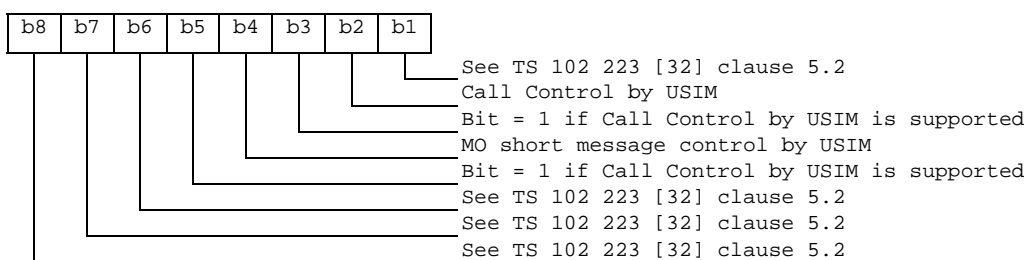 b8 b7 b6 b5 b4 b3 b2 b1
See TS 102 223 [32] clause 5.2
Call Control by USIM
Bit = 1 if Call Control by USIM is supported
MO short message control by USIM
Bit = 1 if Call Control by USIM is supported
See TS 102 223 [32] clause 5.2
See TS 102 223 [32] clause 5.2
See TS 102 223 [32] clause 5.2